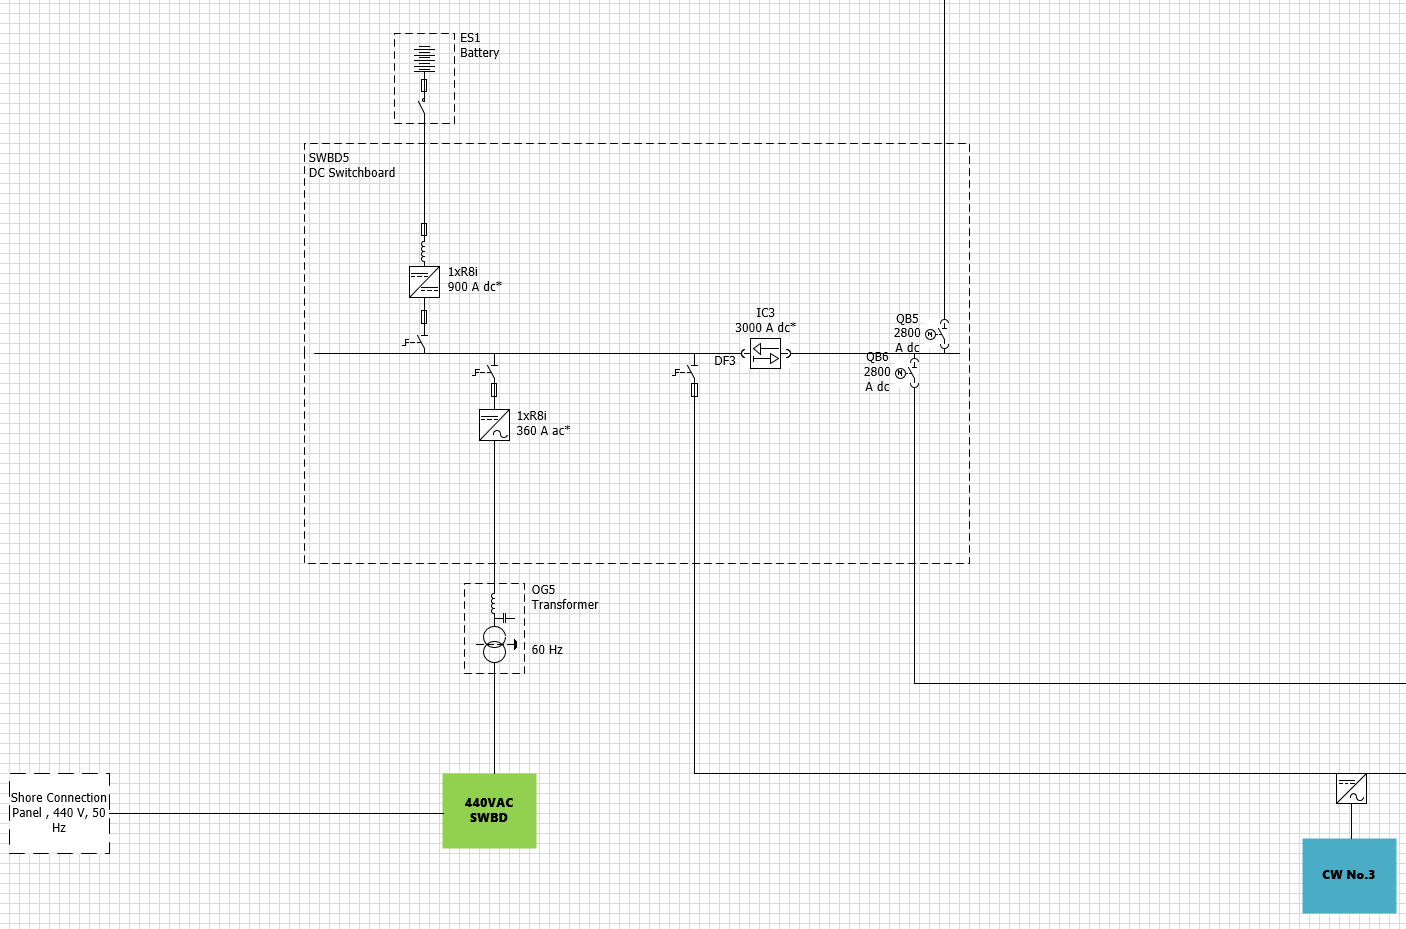 ES1
Battery
SWBD5
DC Switchboard
1xR8i
900 A dc*
IC3
3000 A dc*
QB5
2800
A dc
M
DF3
QB6
2800
A dc
M
1xR8i
360 A ac*
OG5
Transformer
60 Hz
Shore Connection
Panel , 440 V, 50
Hz
440VAC
SWBD
CW No.3